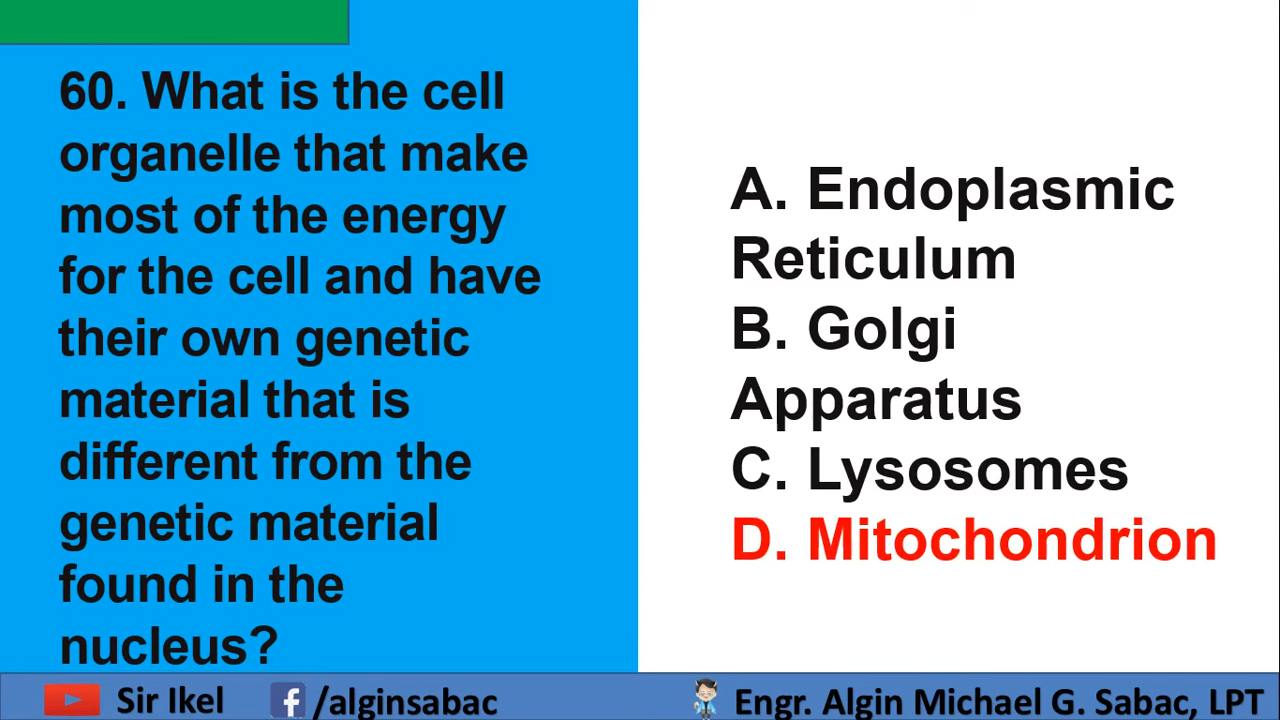 60. What is the cell
organelle that make
most of the energy
for the cell and have
their own genetic
material that is
different from the
genetic material
found in the
nucleus?
A. Endoplasmic
Reticulum
B. Golgi
Apparatus
C. Lysosomes
D. Mitochondrion
Sir Ikel
/alginsabac
Engr. Algin Michael G. Sabac, LPT